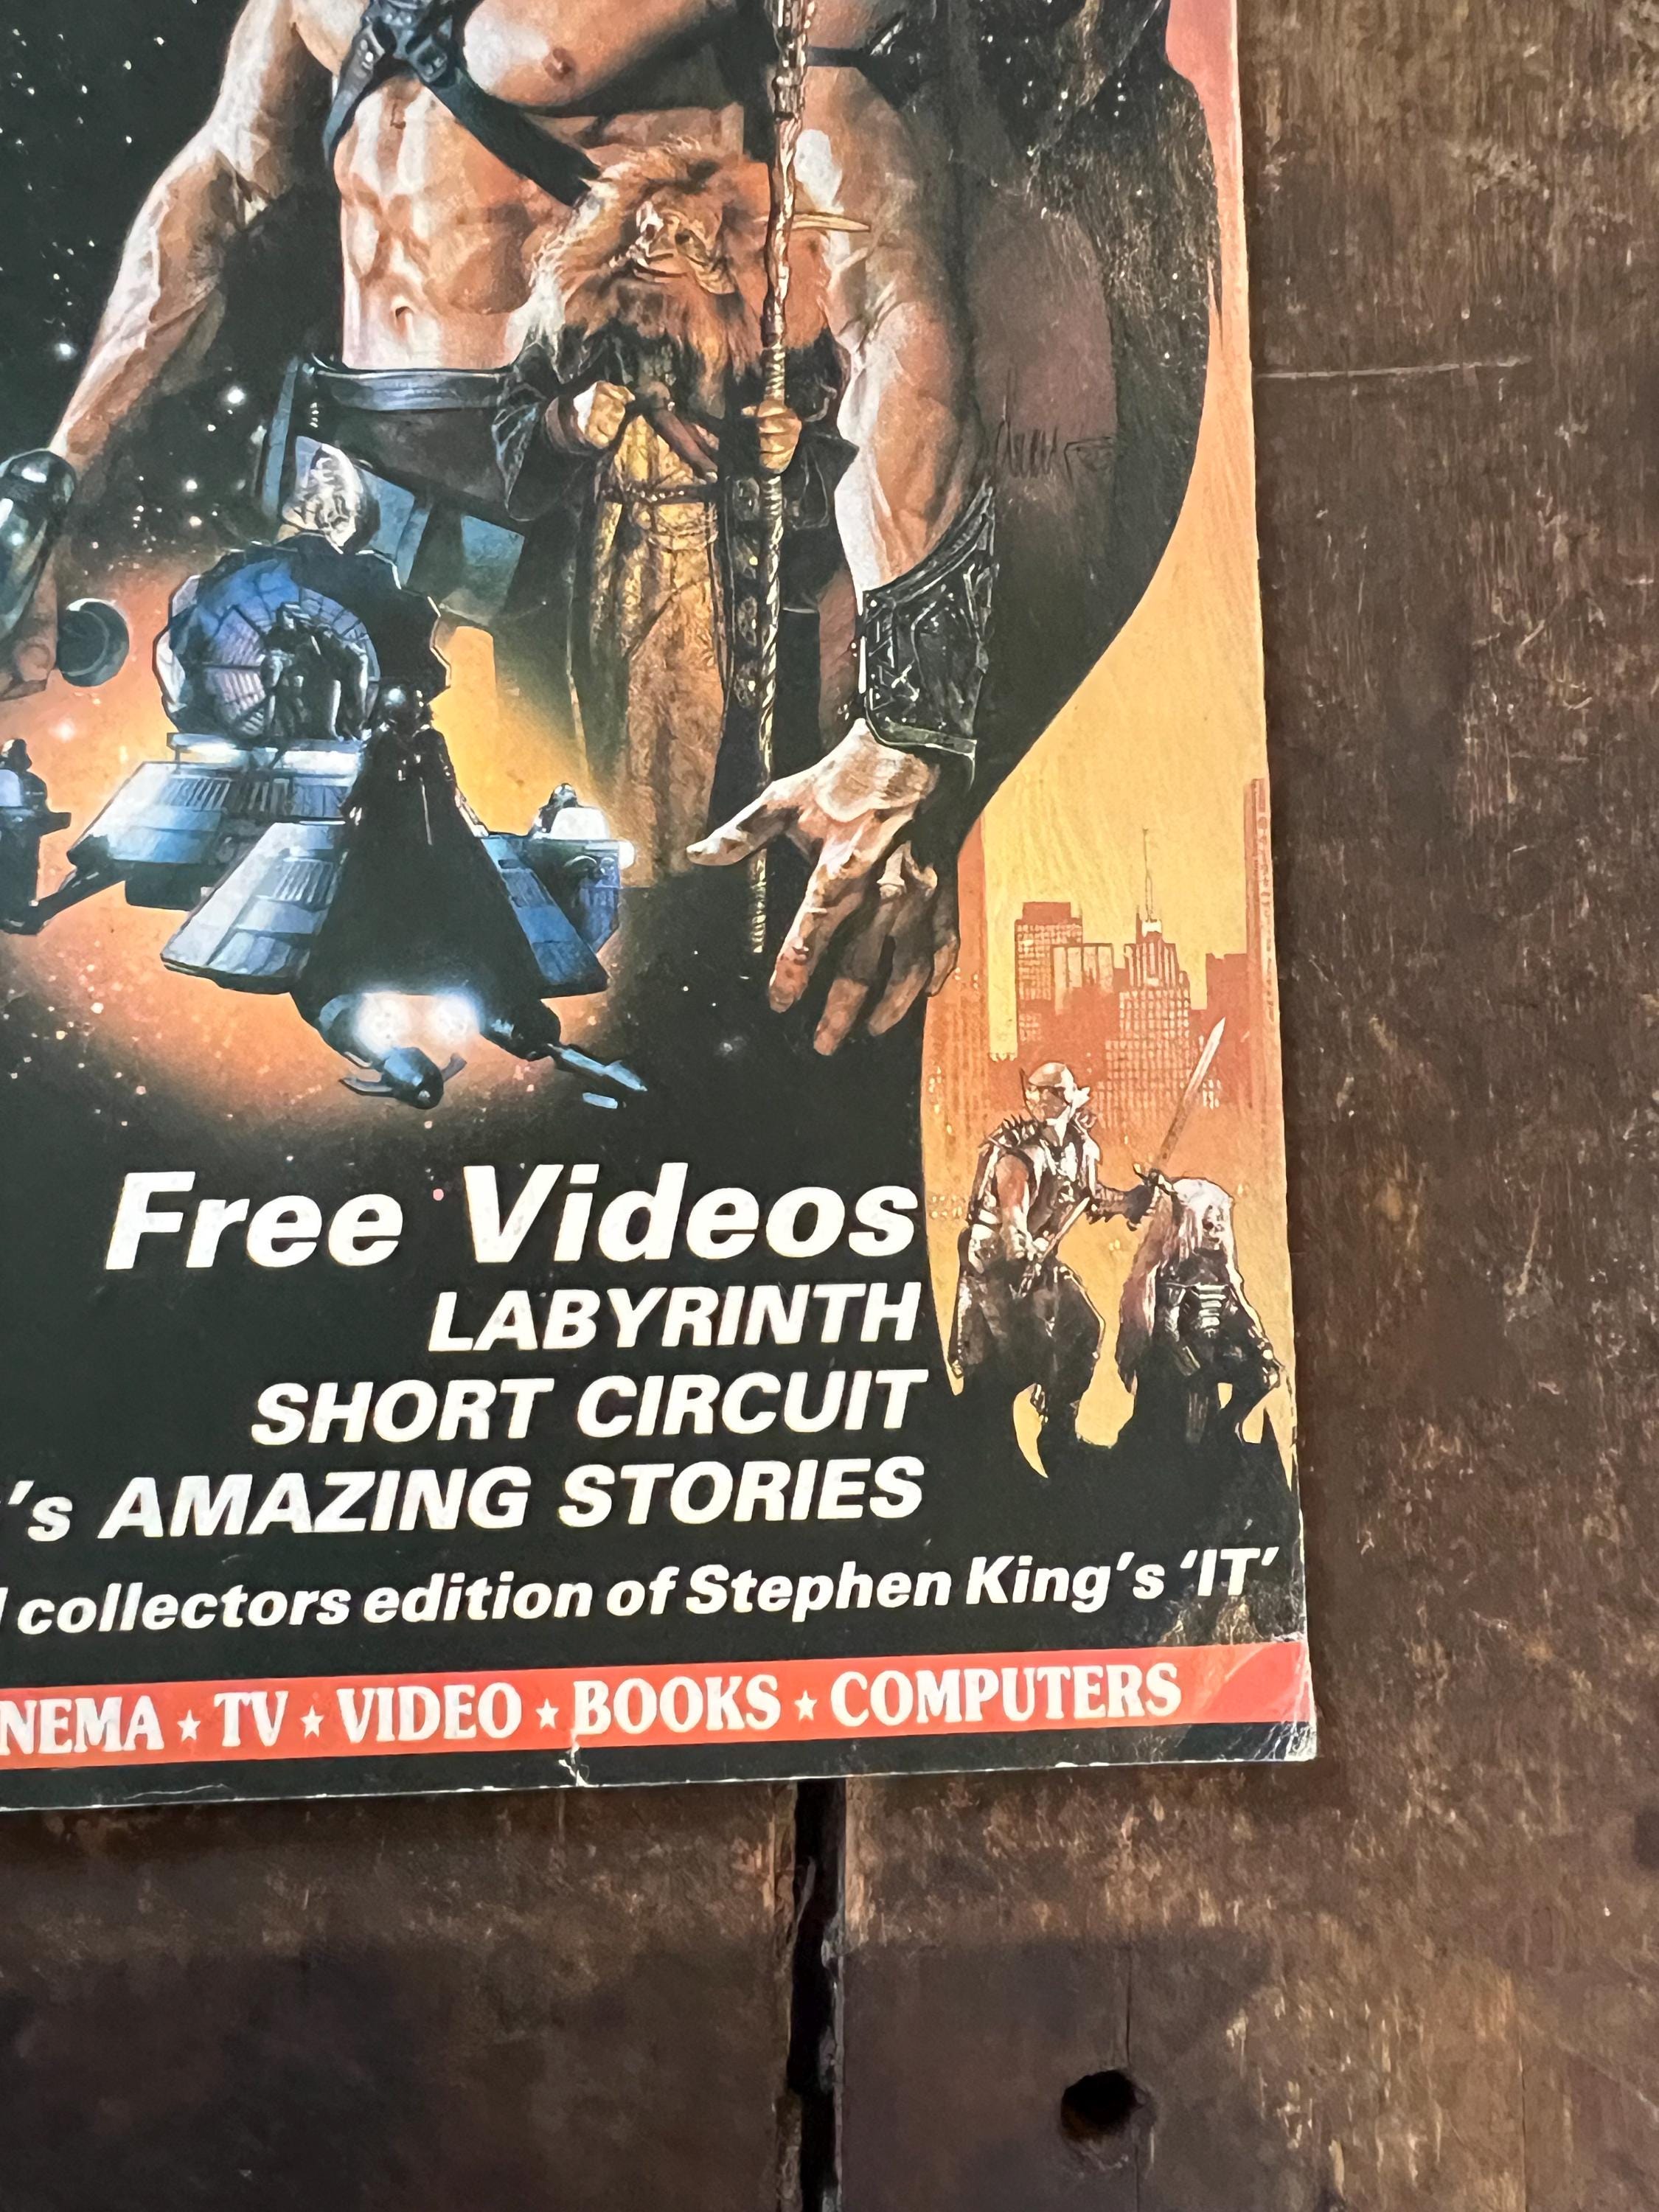 Free Videos
LABYRINTH
SHORT CIRCUIT
's AMAZING STORIES
collectors edition of Stephen King's 'IT'
NEMA ★ TV ★ VIDEO ★ BOOKS ★ COMPUTERS